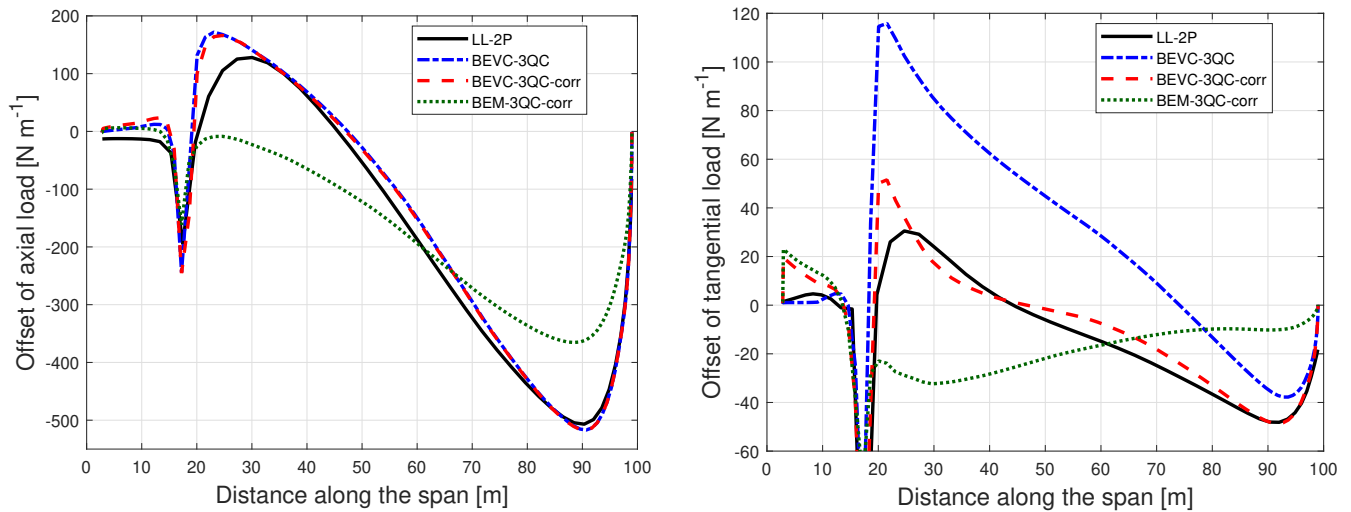 200
100
0
-100
-200
-300
-400
-500
0 10 20 30 40 50 60 70 80 90 100
Offset of axial load [N m-1]
Distance along the span [m]
LL-2P
BEVC-3QC
BEVC-3QC-corr
BEM-3QC-corr
120
100
80
60
40
20
0
-20
-40
-60
0 10 20 30 40 50 60 70 80 90 100
Offset of tangential load [N m-1]
Distance along the span [m]
LL-2P
BEVC-3QC
BEVC-3QC-corr
BEM-3QC-corr